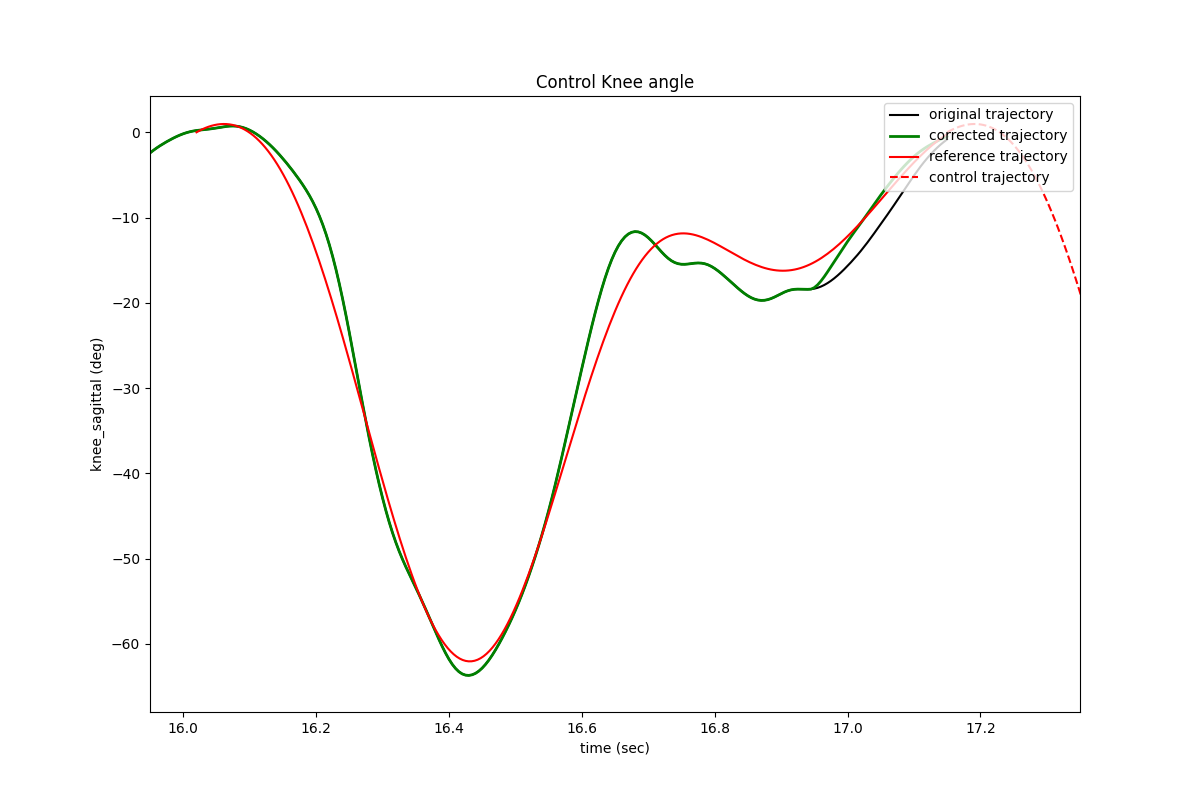 Control Knee angle
original trajectory
corrected trajectory
reference trajectory
control trajectory
0
−10
−20
−30
−40
−50
−60
knee_sagittal (deg)
16.0 16.2 16.4 16.6 16.8 17.0 17.2
time (sec)